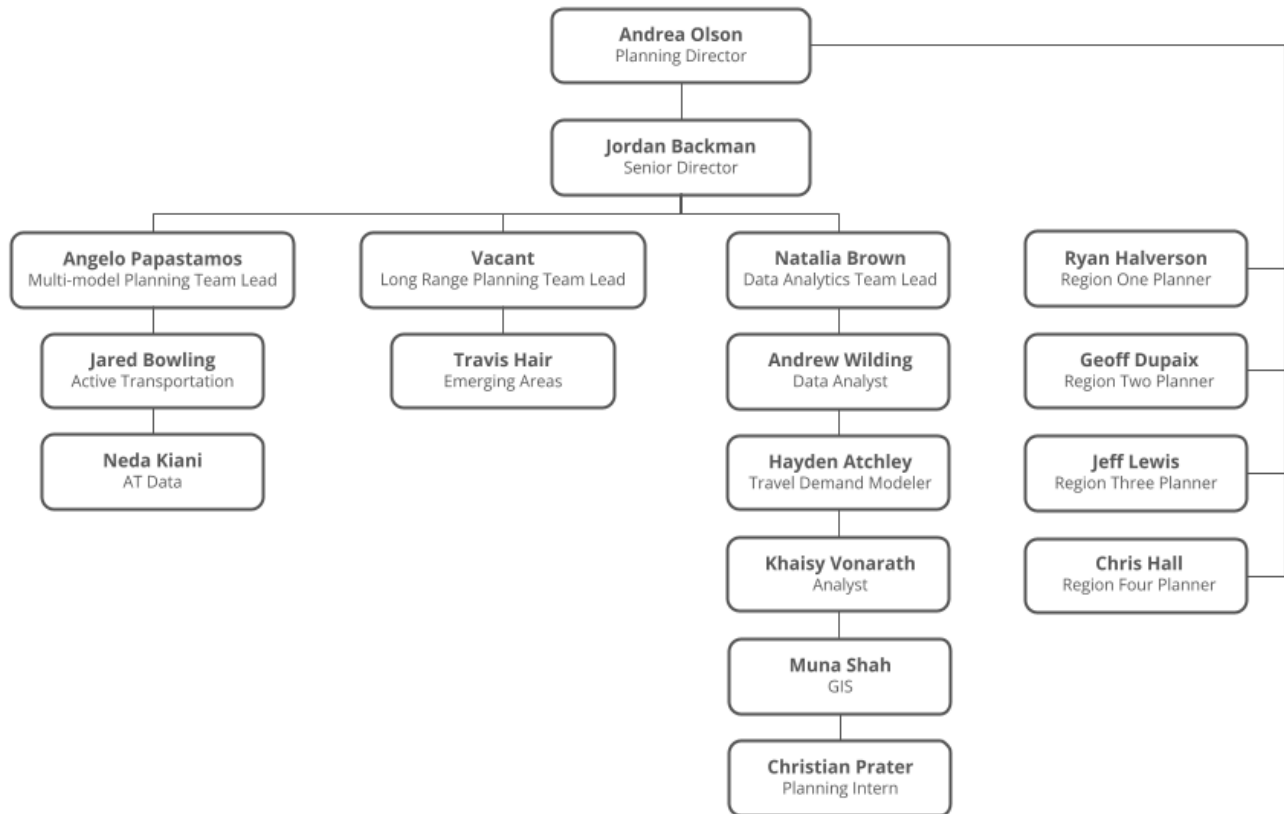 Andrea Olson
Planning Director
Jordan Backman
Senior Director
Angelo Papastamos
Multi-model Planning Team Lead
Jared Bowling
Active Transportation
Neda Kiani
AT Data
Vacant
Long Range Planning Team Lead
Travis Hair
Emerging Areas
Natalia Brown
Data Analytics Team Lead
Andrew Wilding
Data Analyst
Hayden Atchley
Travel Demand Modeler
Khaisy Vonarath
Analyst
Muna Shah
GIS
Christian Prater
Planning Intern
Ryan Halverson
Region One Planner
Geoff Dupaix
Region Two Planner
Jeff Lewis
Region Three Planner
Chris Hall
Region Four Planner